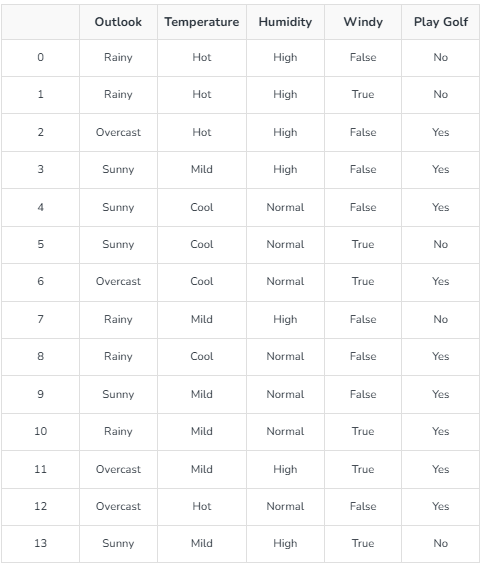 Outlook Temperature Humidity Windy Play Golf
0 Rainy Hot High False No
1 Rainy Hot High True No
2 Overcast Hot High False Yes
3 Sunny Mild High False Yes
4 Sunny Cool Normal False Yes
5 Sunny Cool Normal True No
6 Overcast Cool Normal True Yes
7 Rainy Mild High False No
8 Rainy Cool Normal False Yes
9 Sunny Mild Normal False Yes
10 Rainy Mild Normal True Yes
11 Overcast Mild High True Yes
12 Overcast Hot Normal False Yes
13 Sunny Mild High True No